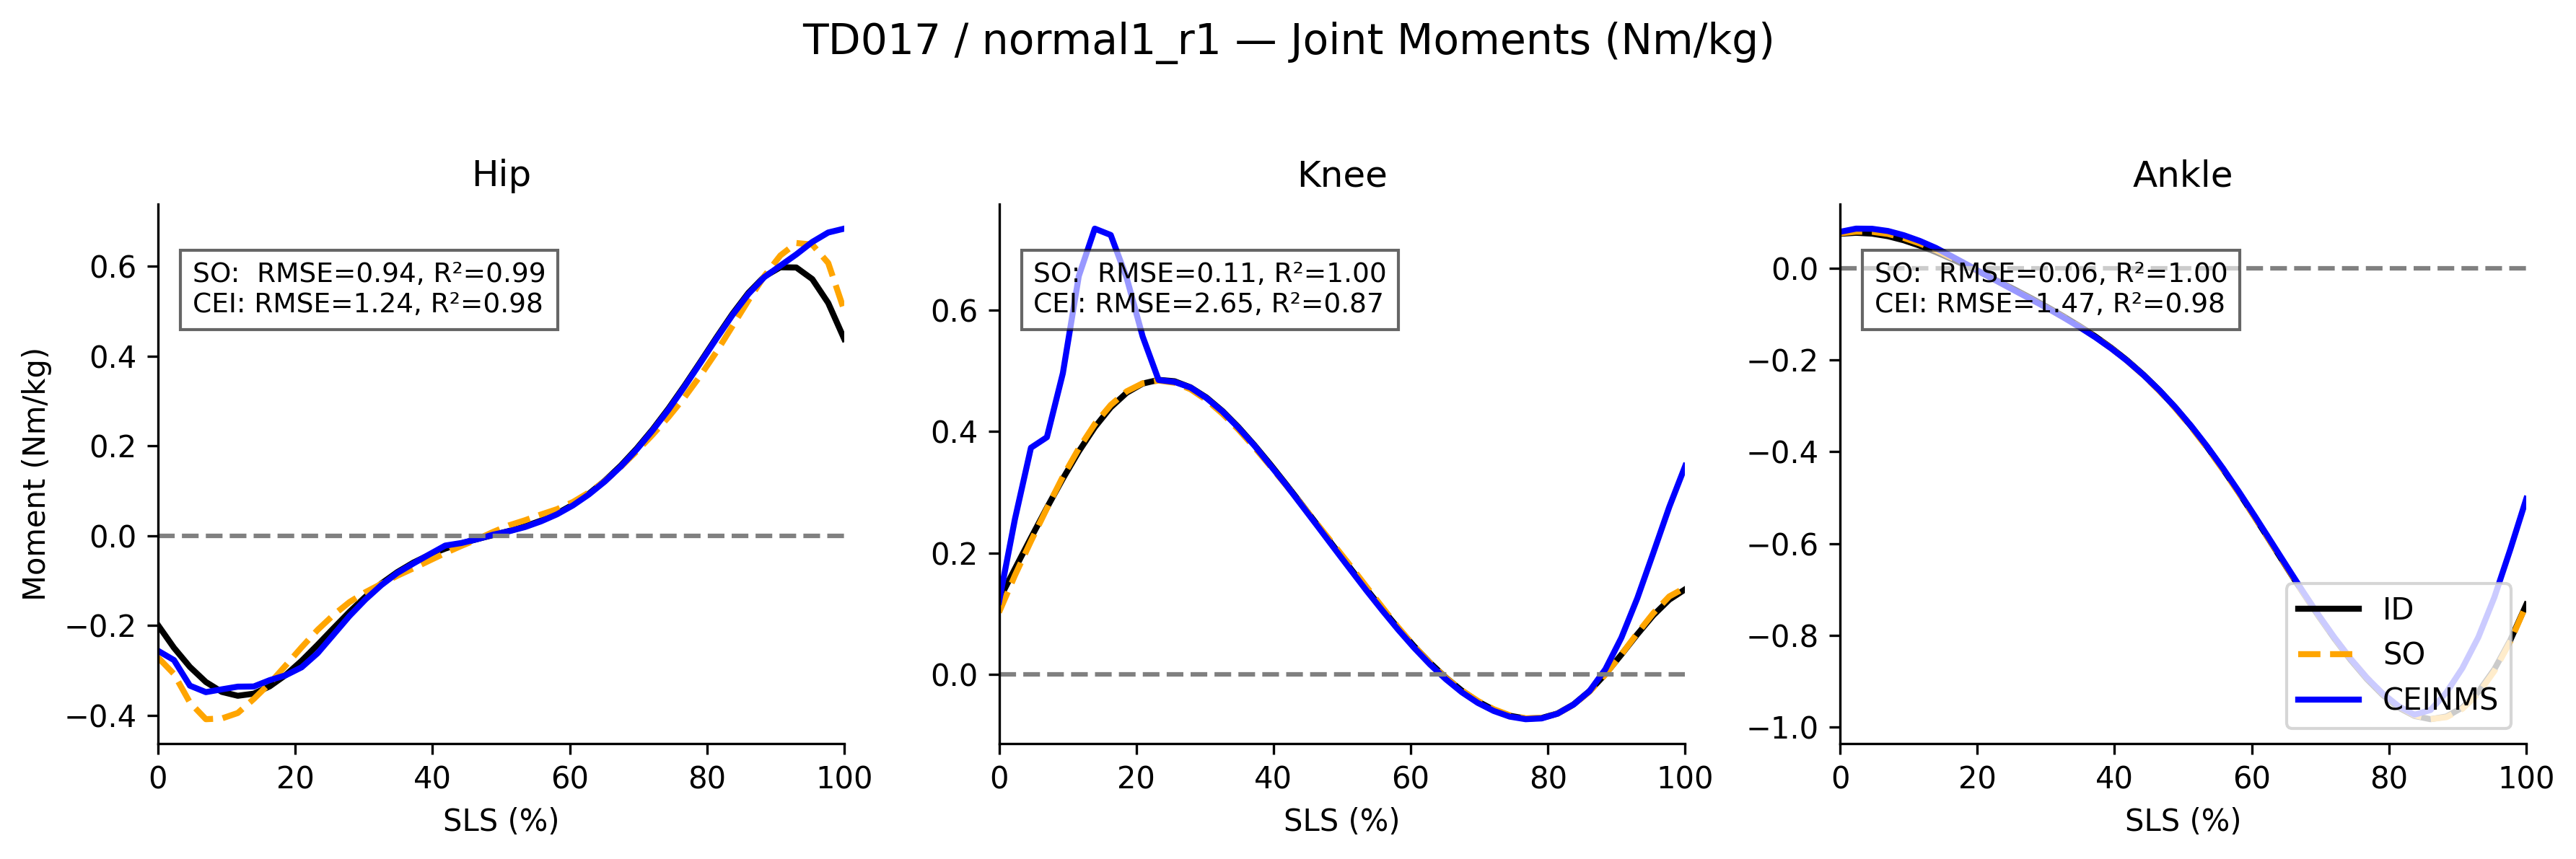 TD017 / normal1_r1 — Joint Moments (Nm/kg)
Hip
Moment (Nm/kg)
0.6
0.4
0.2
0.0
−0.2
−0.4
SO:  RMSE=0.94, R²=0.99
CEI: RMSE=1.24, R²=0.98
0 20 40 60 80 100
SLS (%)
Knee
0.6
0.4
0.2
0.0
SO:  RMSE=0.11, R²=1.00
CEI: RMSE=2.65, R²=0.87
0 20 40 60 80 100
SLS (%)
Ankle
0.0
−0.2
−0.4
−0.6
−0.8
−1.0
SO:  RMSE=0.06, R²=1.00
CEI: RMSE=1.47, R²=0.98
ID
SO
CEINMS
0 20 40 60 80 100
SLS (%)